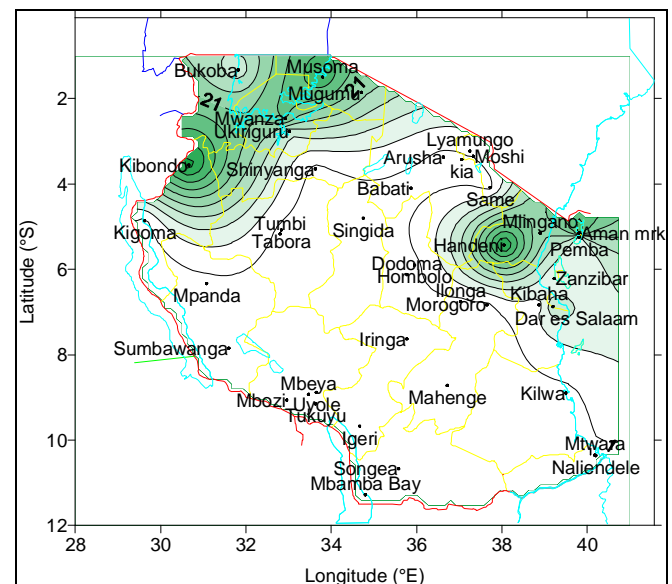 Bukoba
Musoma
21
21
2
Mugumu
Mwanza
Ukiriguru
Lyamungo
Arusha
Moshi
Kibondo
Shinyanga
kia
4
Babati
Same
Kigoma
Tumbi
Singida
Mlingano
Aman mrk
Tabora
Handeni
Pemba
6
Dodoma
Hombolo
Zanzibar
Mpanda
Ilonga
Kibaha
Morogoro
Dar es Salaam
Iringa
8
Sumbawanga
Mbeya
Mbozi
Uyole
Mahenge
Kilwa
Tukuyu
10
Igeri
Mtwara
1
Songea
Naliendele
Mbamba Bay
12
28 30 32 34 36 38 40
Latitude (°S)
Longitude (°E)